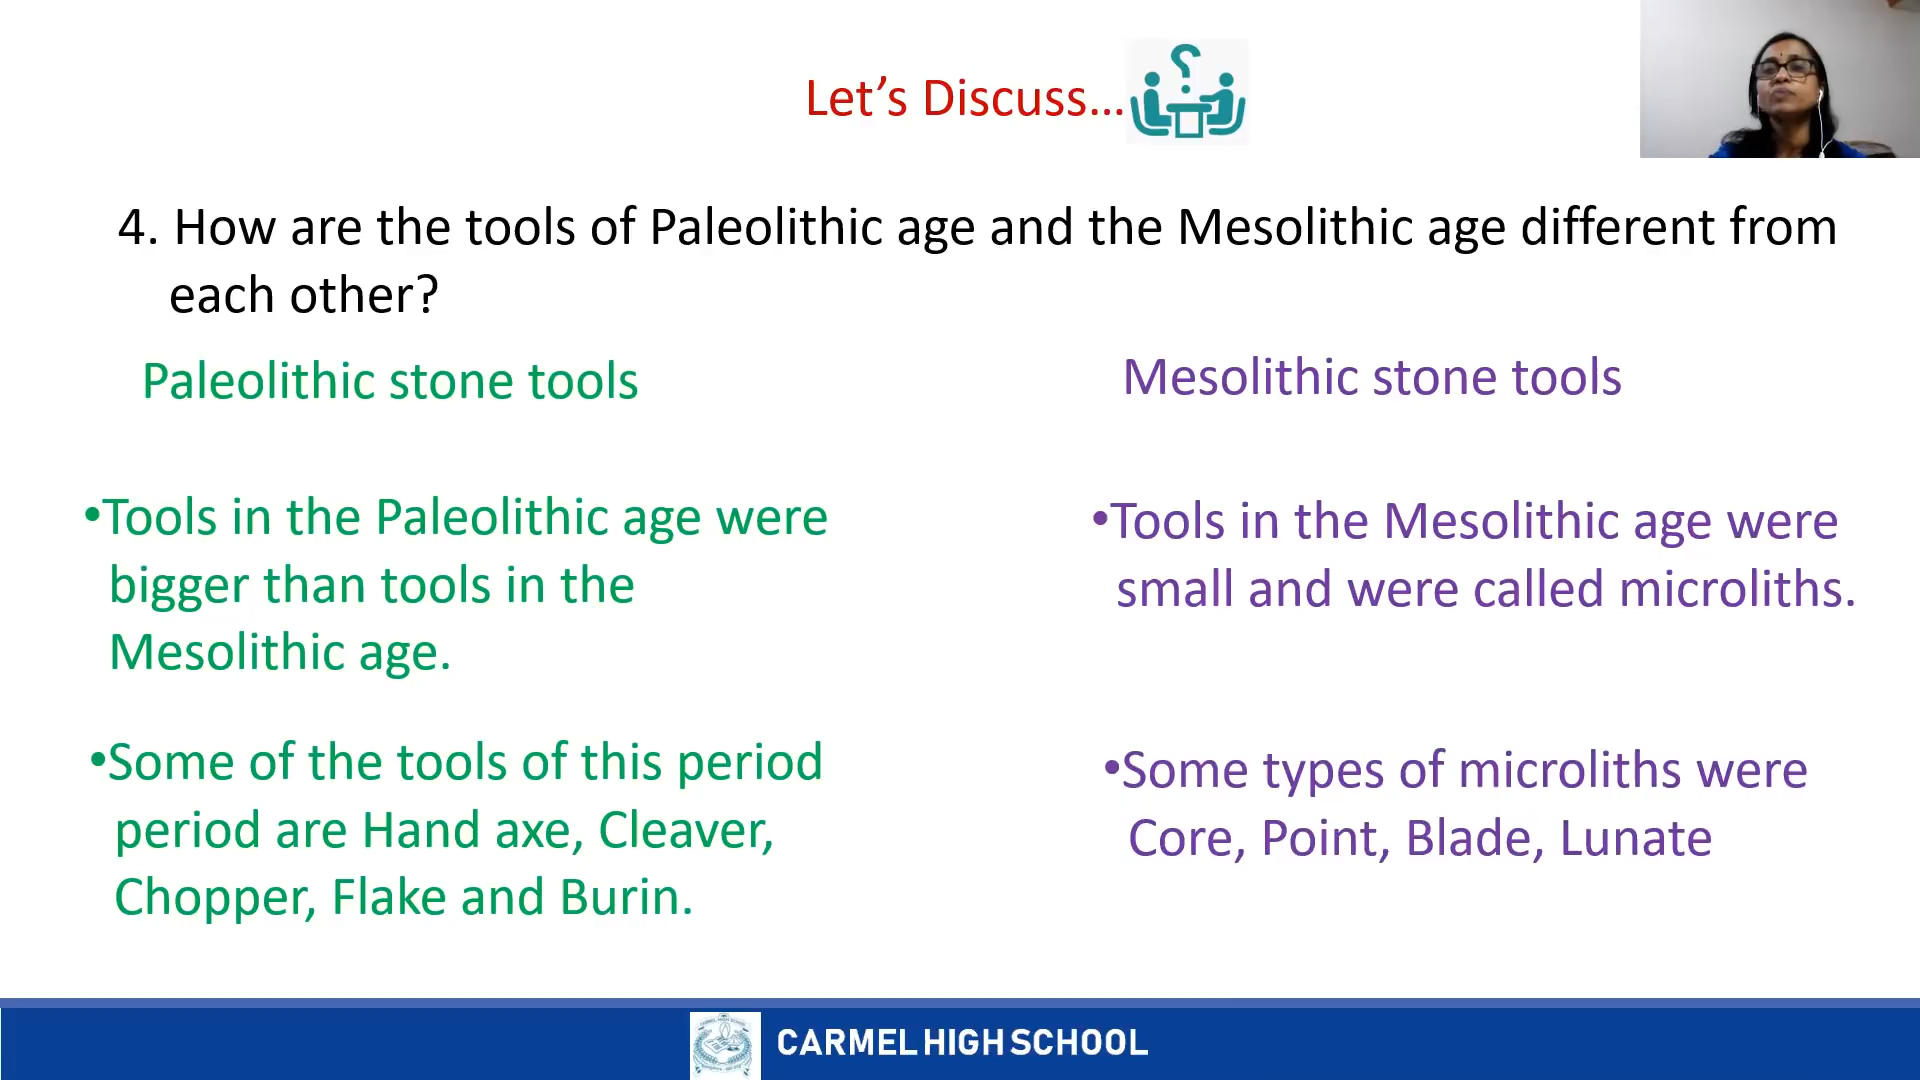 Let’s Discuss...
4. How are the tools of Paleolithic age and the Mesolithic age different from
each other?
Paleolithic stone tools
•Tools in the Paleolithic age were
bigger than tools in the
Mesolithic age.
•Some of the tools of this period
period are Hand axe, Cleaver,
Chopper, Flake and Burin.
Mesolithic stone tools
•Tools in the Mesolithic age were
small and were called microliths.
•Some types of microliths were
Core, Point, Blade, Lunate
CARMEL HIGH SCHOOL